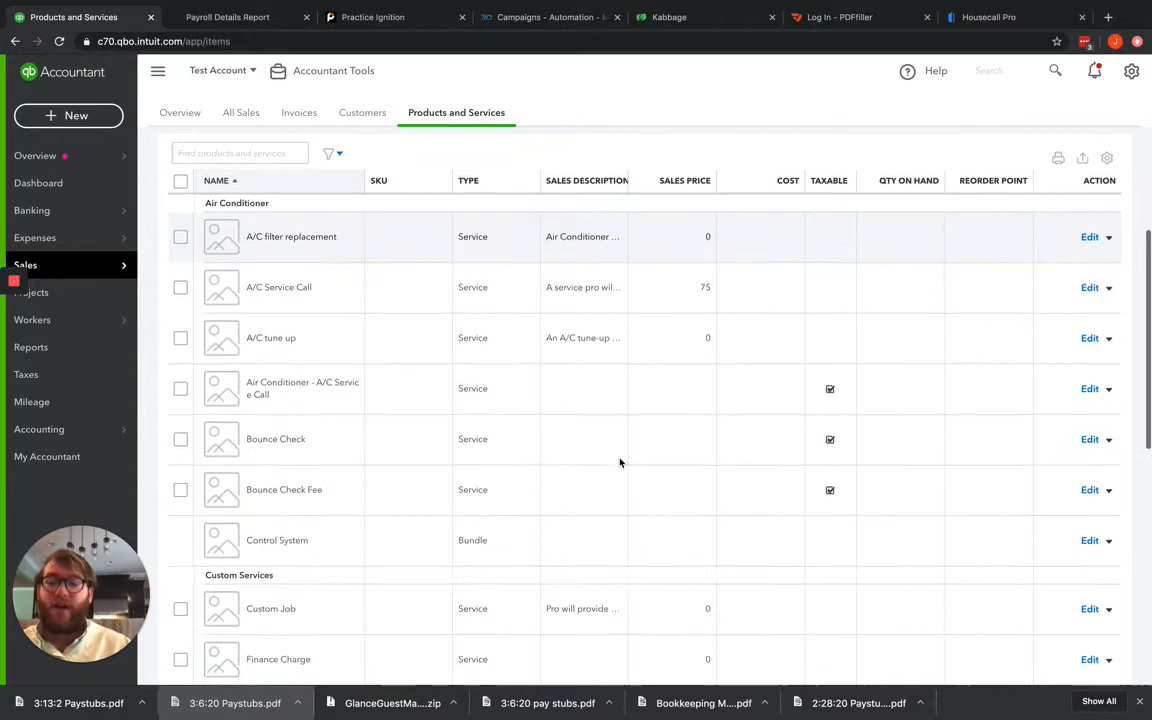 Products and Services
Payroll Details Report
Practice Ignition
Campaigns - Automation -
Kabbage
Log In - PDFfiller
Housecall Pro
c70.qbo.intuit.com/app/items
3
J
qb Accountant
Test Account
Accountant Tools
Help
Search
+ New
Overview
All Sales
Invoices
Customers
Products and Services
Overview
Dashboard
Banking
Expenses
Sales
Projects
Workers
Reports
Taxes
Mileage
Accounting
My Accountant
Find products and services
NAME SKU TYPE SALES DESCRIPTION SALES PRICE COST TAXABLE QTY ON HAND REORDER POINT ACTION
Air Conditioner
A/C filter replacement Service Air Conditioner ... 0 Edit
A/C Service Call Service A service pro wil... 75 Edit
A/C tune up Service An A/C tune-up ... 0 Edit
Air Conditioner - A/C Servic
e Call Service Edit
Bounce Check Service Edit
Bounce Check Fee Service Edit
Control System Bundle Edit
Custom Services
Custom Job Service Pro will provide ... 0 Edit
Finance Charge Service 0 Edit
3:13:2 Paystubs.pdf
3:6:20 Paystubs.pdf
GlanceGuestMa....zip
3:6:20 pay stubs.pdf
Bookkeeping M....pdf
2:28:20 Paystu....pdf
Show All